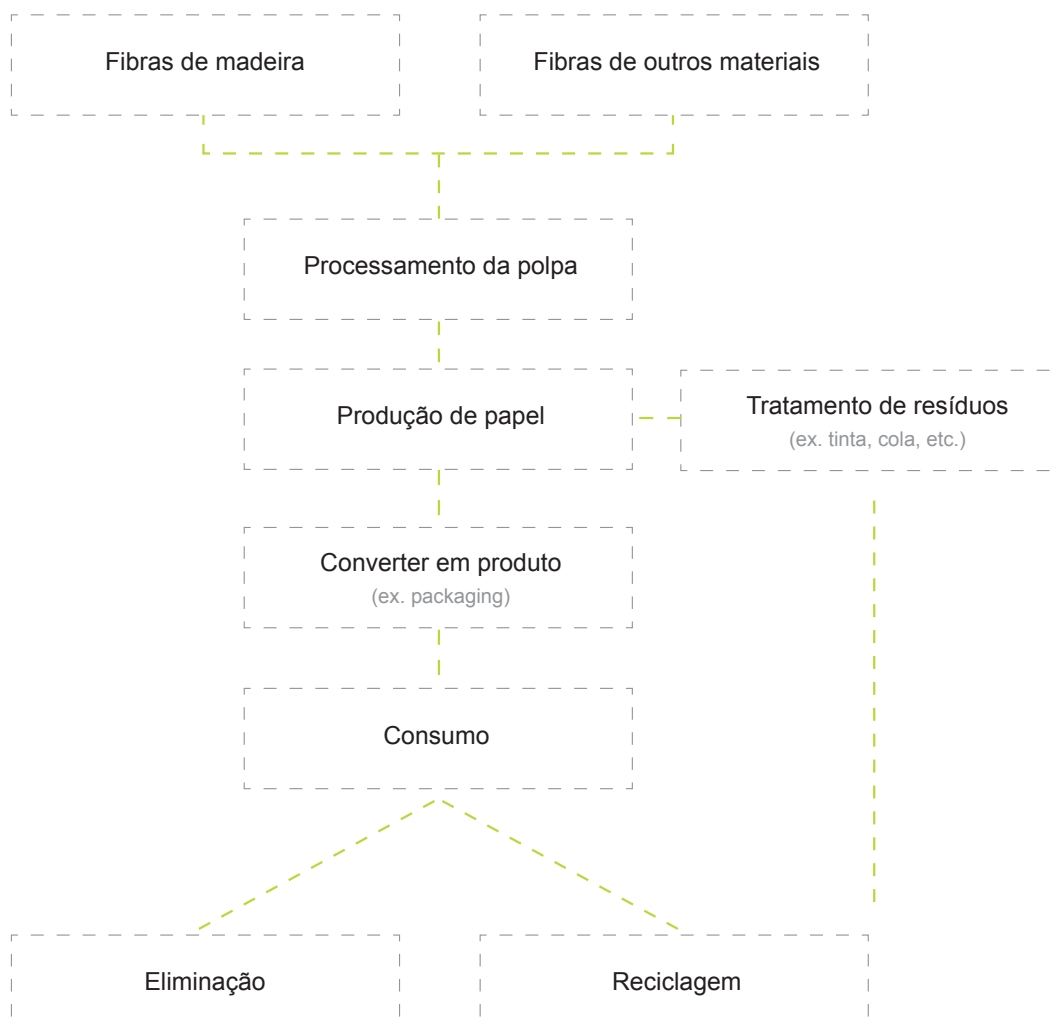 Fibras de madeira
Fibras de outros materiais
Processamento da polpa
Produção de papel
Tratamento de resíduos
(ex. tinta, cola, etc.)
Converter em produto
(ex. packaging)
Consumo
Eliminação
Reciclagem